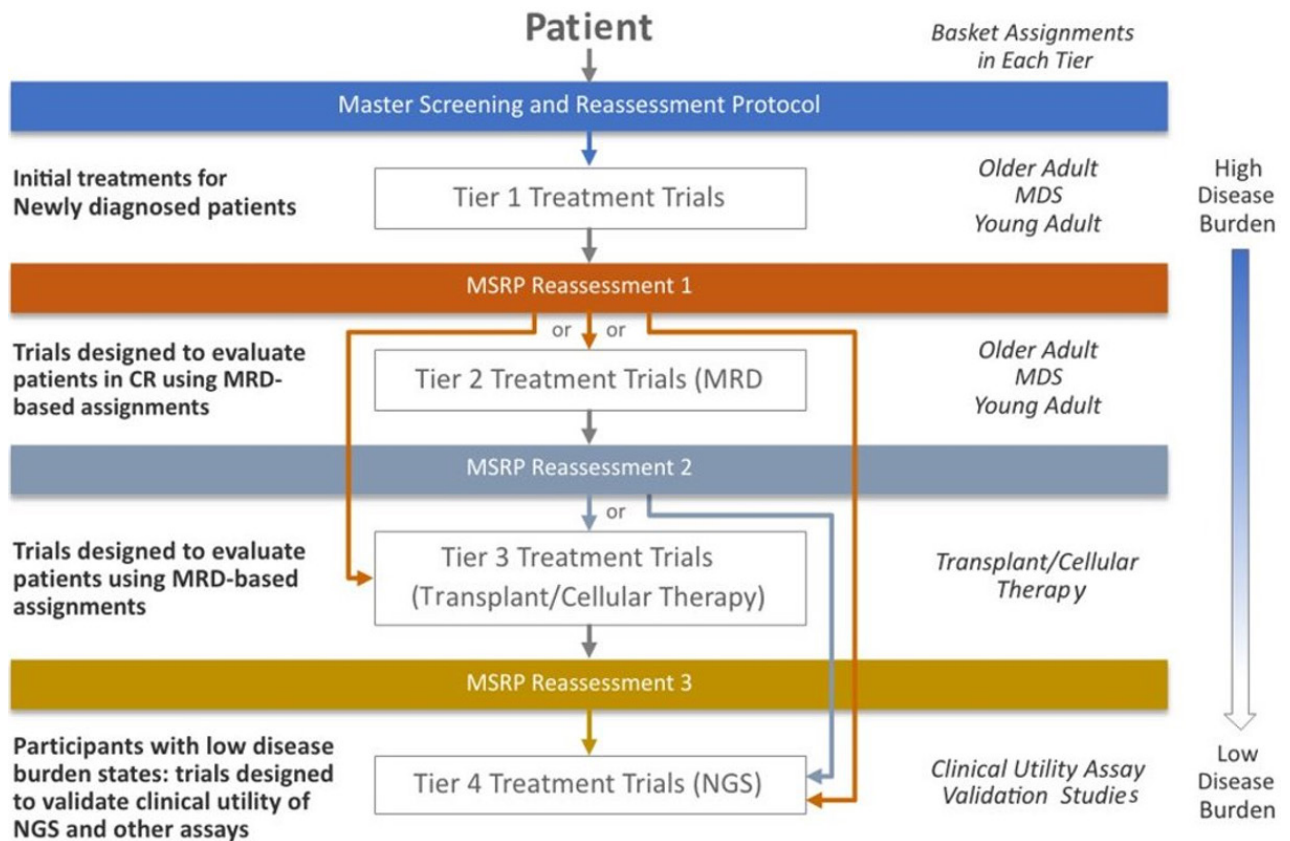 Patient
Basket Assignments
in Each Tier
Master Screening and Reassessment Protocol
Initial treatments for
Newly diagnosed patients
Tier 1 Treatment Trials
Older Adult
MDS
Young Adult
High
Disease
Burden
MSRP Reassessment 1
or
or
Trials designed to evaluate
patients in CR using MRD-
based assignments
Tier 2 Treatment Trials (MRD
Older Adult
MDS
Young Adult
MSRP Reassessment 2
or
Trials designed to evaluate
patients using MRD-based
assignments
Tier 3 Treatment Trials
(Transplant/Cellular Therapy)
Transplant/Cellular
Therapy
MSRP Reassessment 3
Participants with low disease
burden states: trials designed
to validate clinical utility of
NGS and other assays
Tier 4 Treatment Trials (NGS)
Clinical Utility Assay
Validation Studies
Low
Disease
Burden